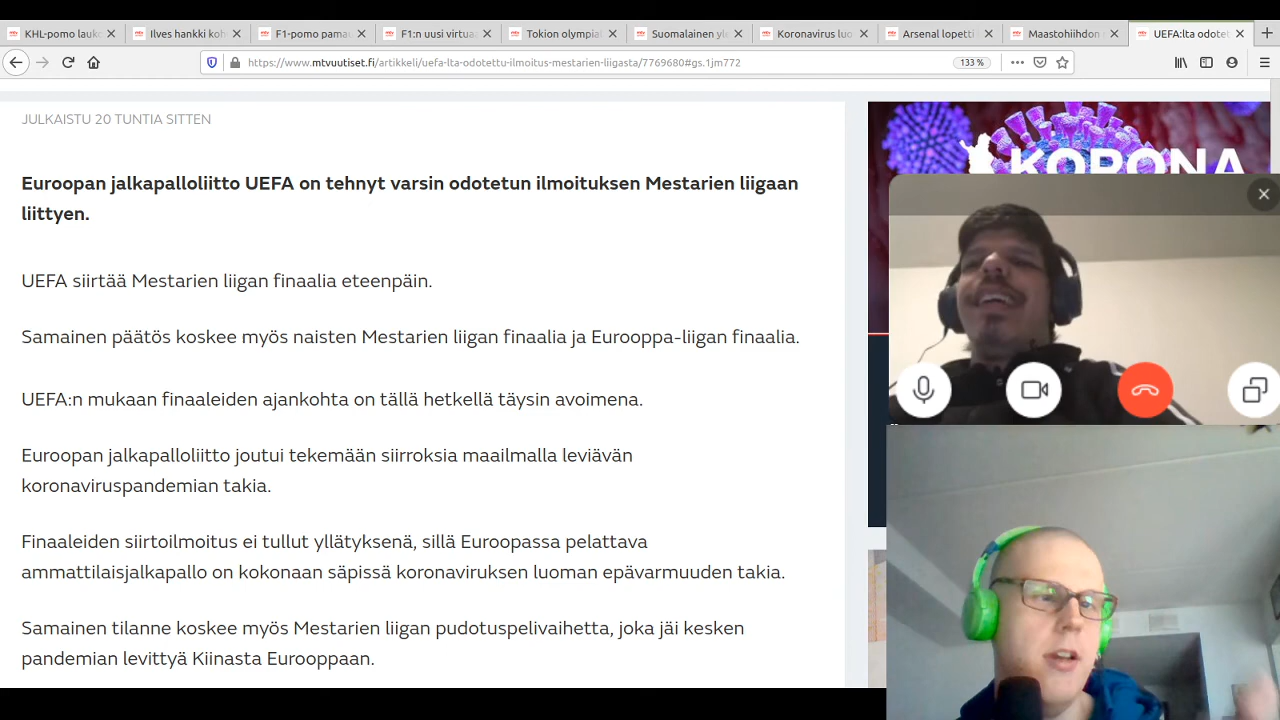 KHL-pomo lauko
Ilves hankki koh
F1-pomo pamau
F1:n uusi virtua
Tokion olympial
Suomalainen yle
Koronavirus luo
Arsenal lopetti
Maastohiihdon
UEFA:lta odotet
https://www.mtvuutiset.fi/artikkeli/uefa-lta-odotettu-ilmoitus-mestarien-liigasta/7769680#gs.1jm772
133 %
JULKAISTU 20 TUNTIA SITTEN
KORONA
Euroopan jalkapalloliitto UEFA on tehnyt varsin odotetun ilmoituksen Mestarien liigaan
liittyen.
UEFA siirtää Mestarien liigan finaalia eteenpäin.
Samainen päätös koskee myös naisten Mestarien liigan finaalia ja Eurooppa-liigan finaalia.
UEFA:n mukaan finaaleiden ajankohta on tällä hetkellä täysin avoimena.
Euroopan jalkapalloliitto joutui tekemään siirroksia maailmalla leviävän
koronaviruspandemian takia.
Finaaleiden siirtoilmoitus ei tullut yllätyksenä, sillä Euroopassa pelattava
ammattilaisjalkapallo on kokonaan säpissä koronaviruksen luoman epävarmuuden takia.
Samainen tilanne koskee myös Mestarien liigan pudotuspelivaihetta, joka jäi kesken
pandemian levittyä Kiinasta Eurooppaan.